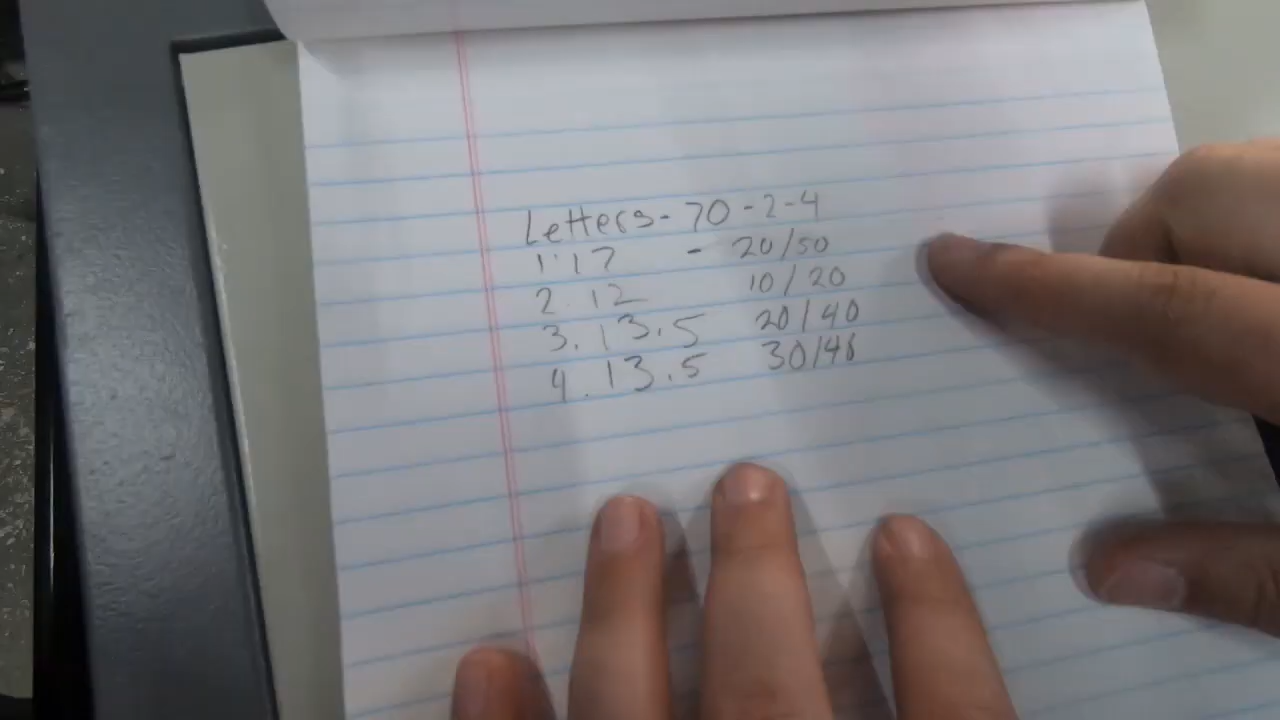 Letters - 70 - 2 - 4
1. 17 - 20/50
2. 12 10/20
3. 13.5 20/40
4. 13.5 30/48